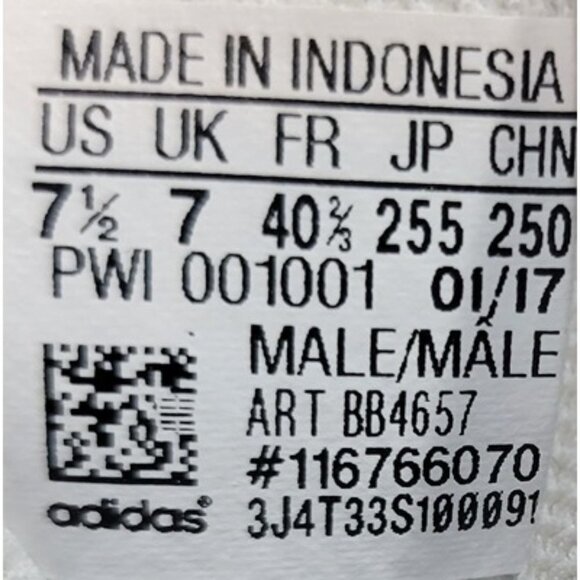 MADE IN INDONESIA
US UK FR JP CHN
7½ 7 40⅔ 255 250
PWI 001001 01/17
MALE/MÂLE
ART BB4657
#116766070
adidas® 3J4T33S100091